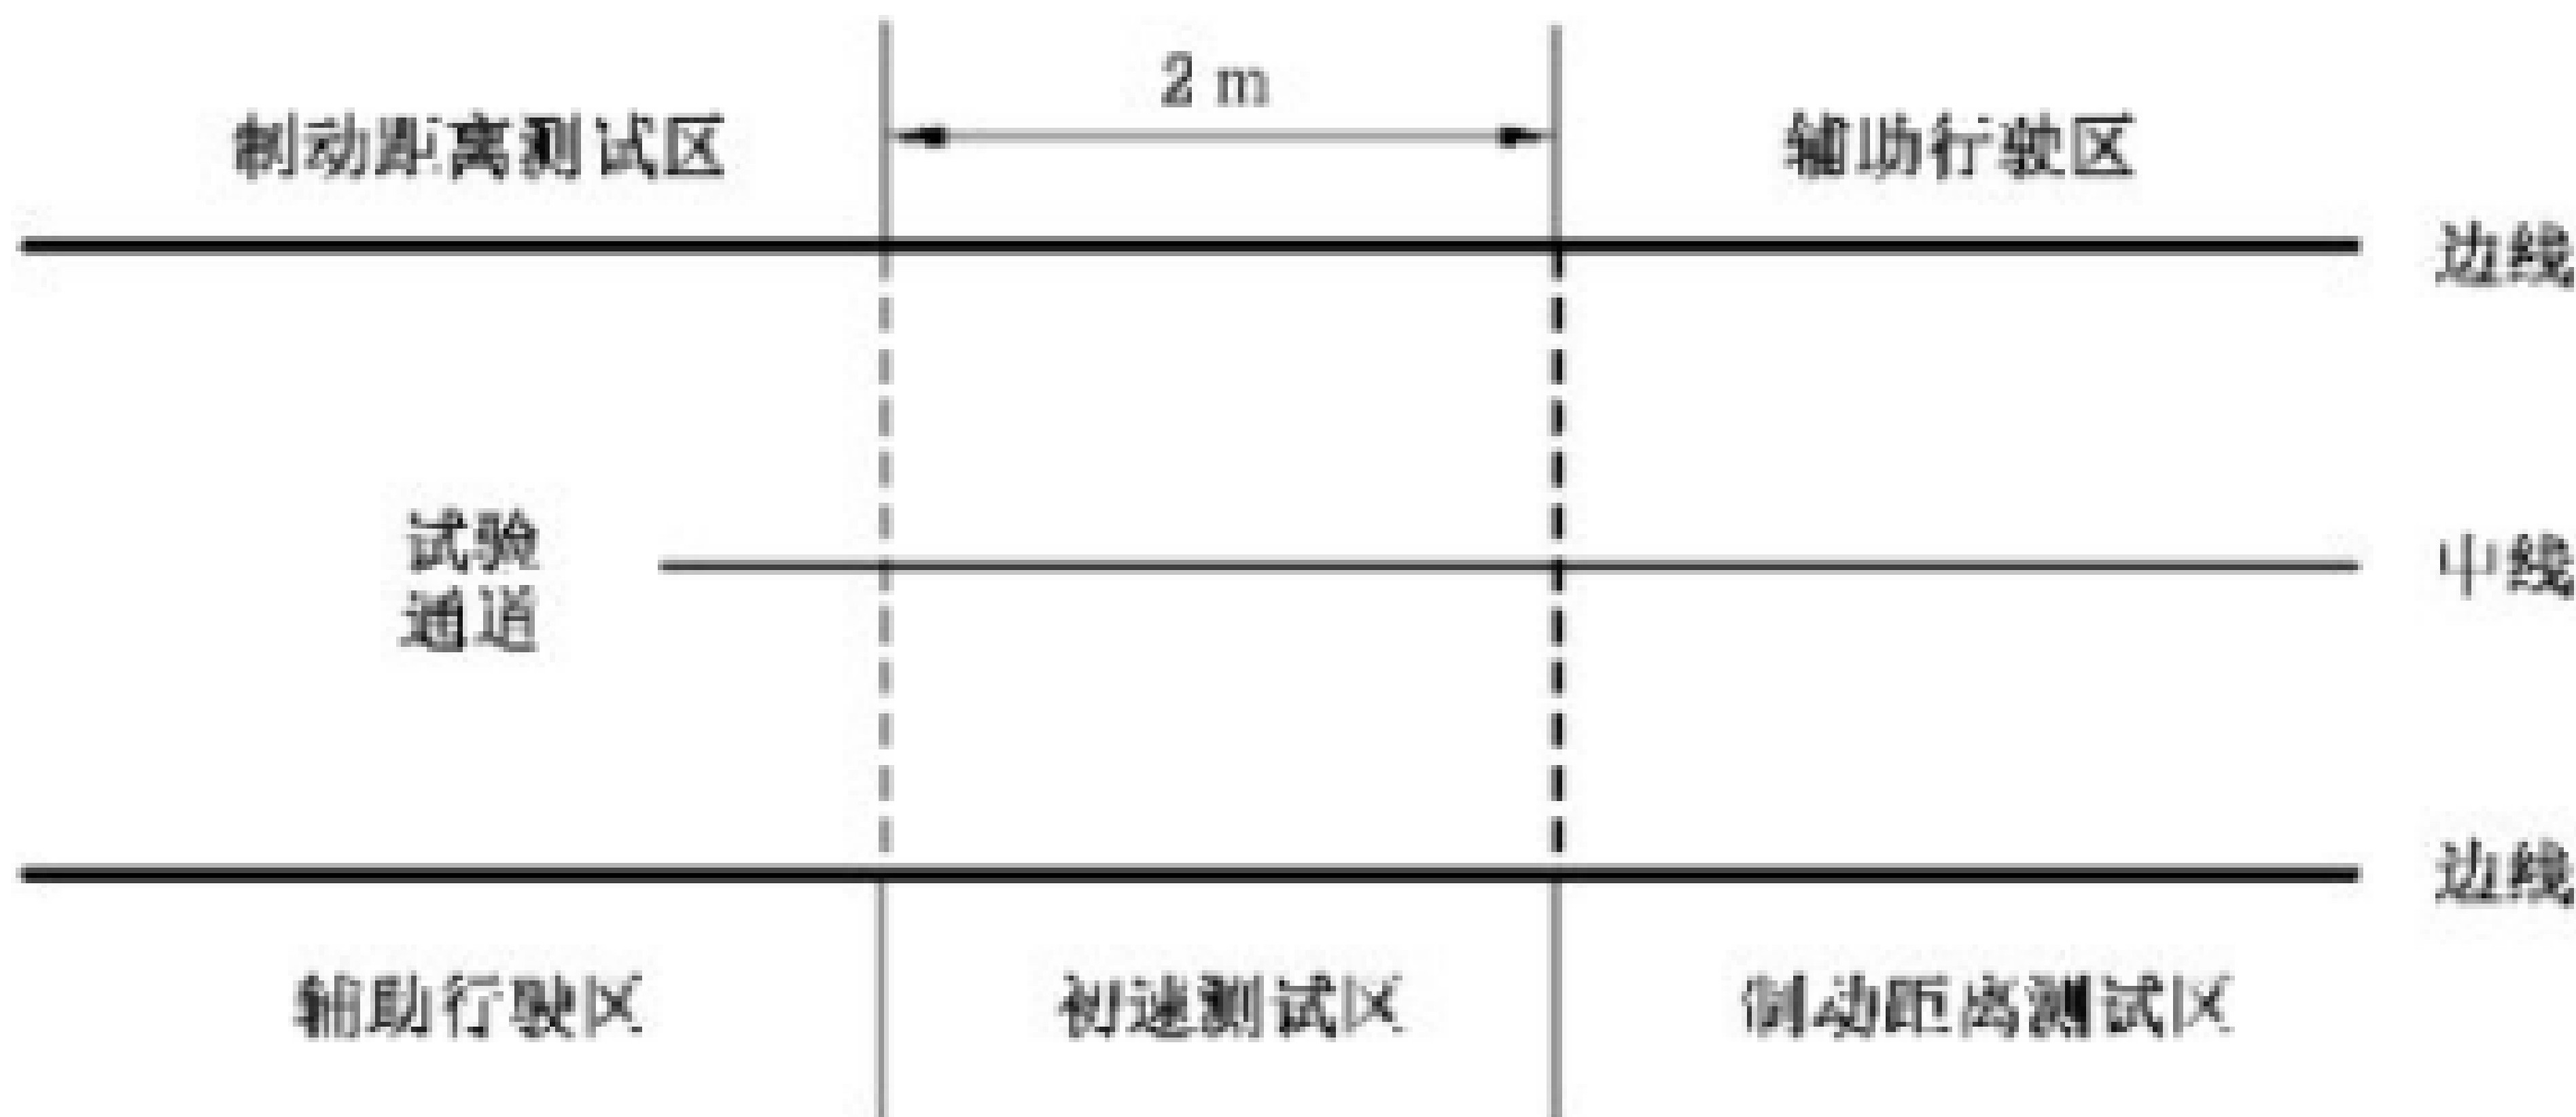 2 m
制动距离测试区
辅助行驶区
边线
试验
通道
中线
边线
辅助行驶区
初速测试区
制动距离测试区